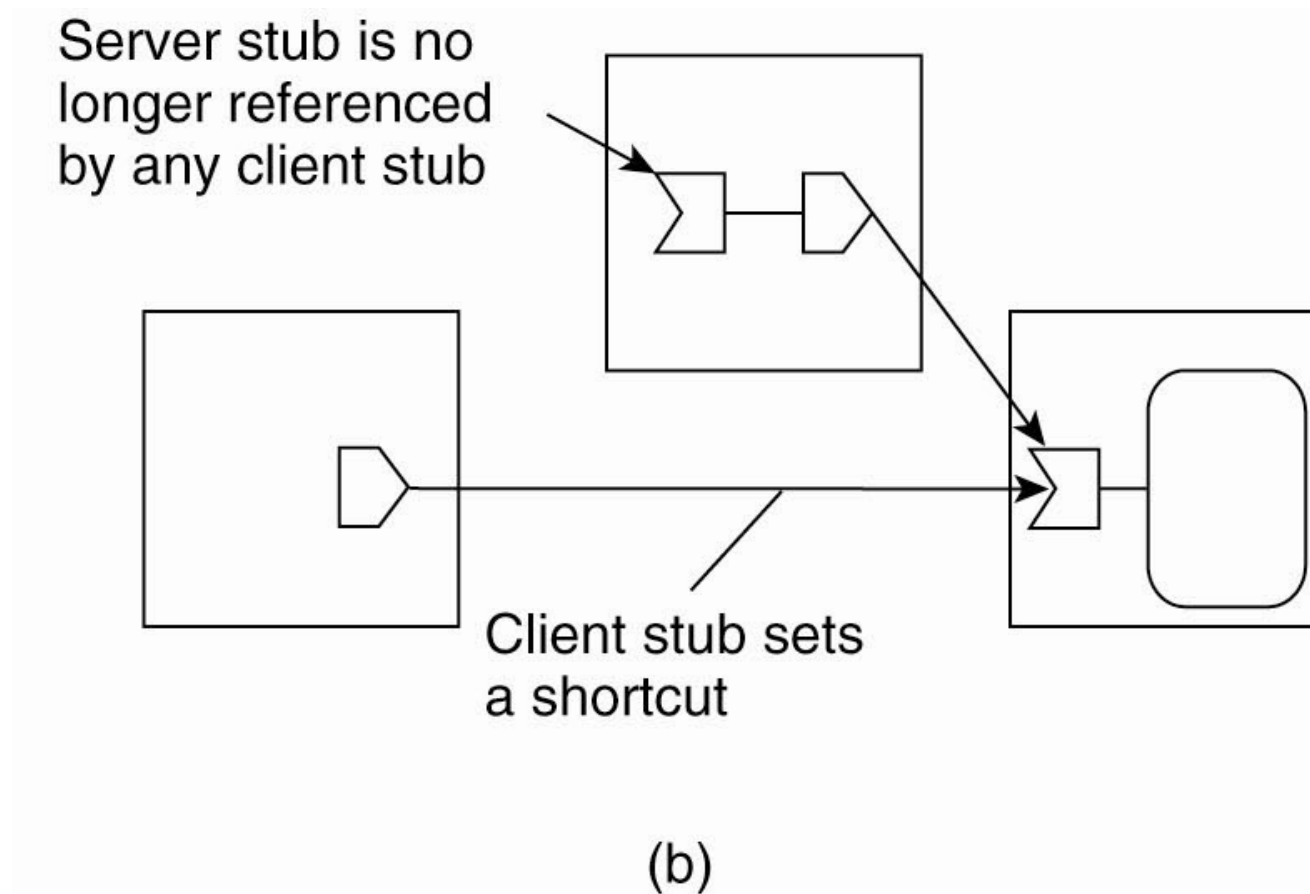 Server stub is no
longer referenced
by any client stub
Client stub sets
a shortcut
(b)